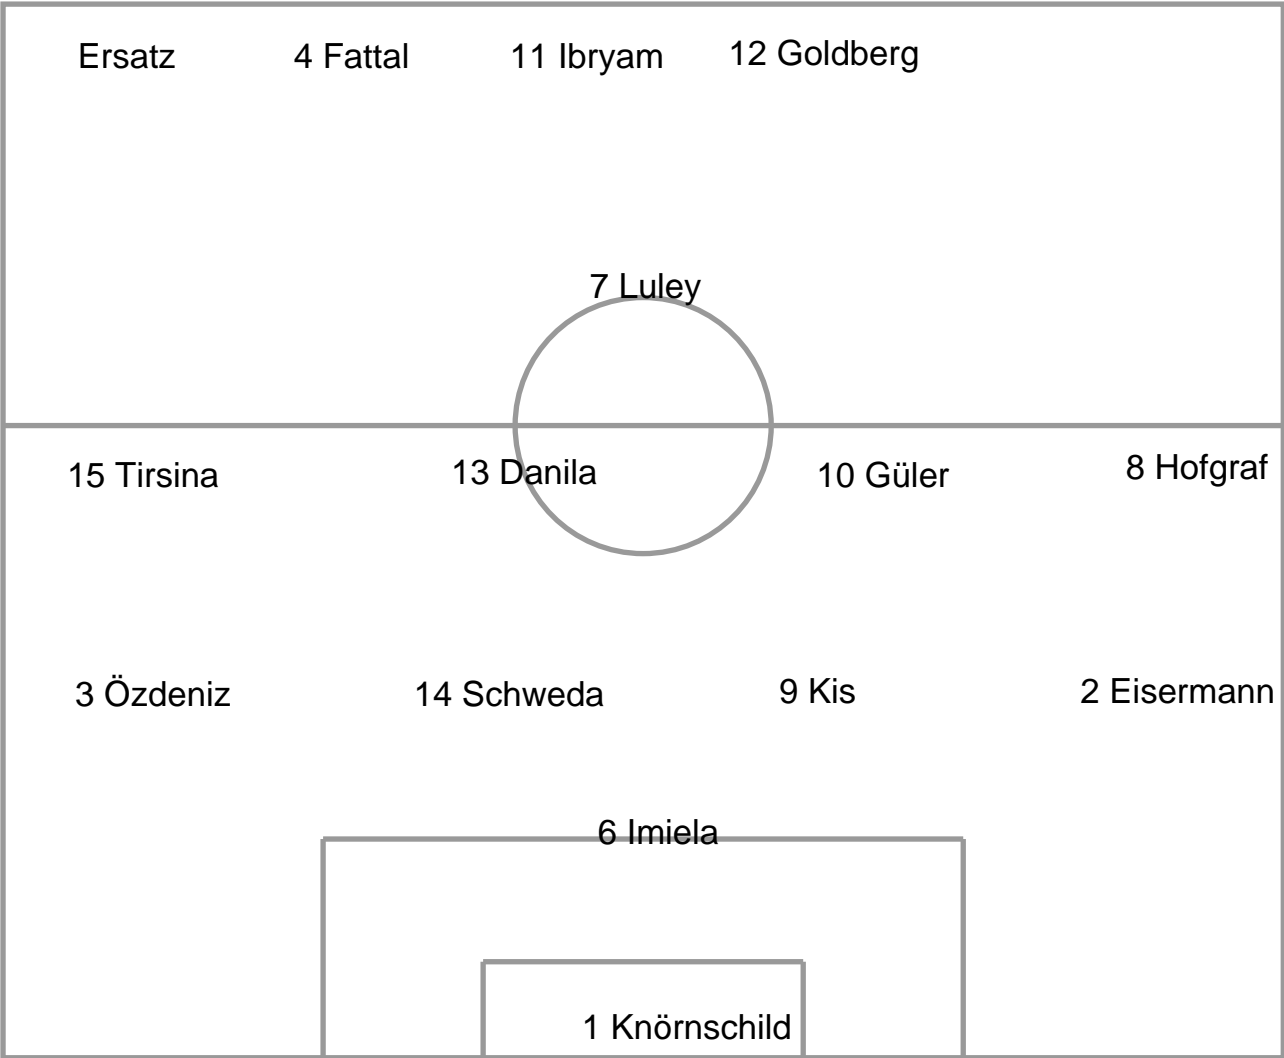 Ersatz 4 Fattal 11 Ibryam 12 Goldberg
7 Luley
15 Tirsina 13 Danila 10 Güler 8 Hofgraf
3 Özdeniz 14 Schweda 9 Kis 2 Eisermann
6 Imiela
1 Knörnschild